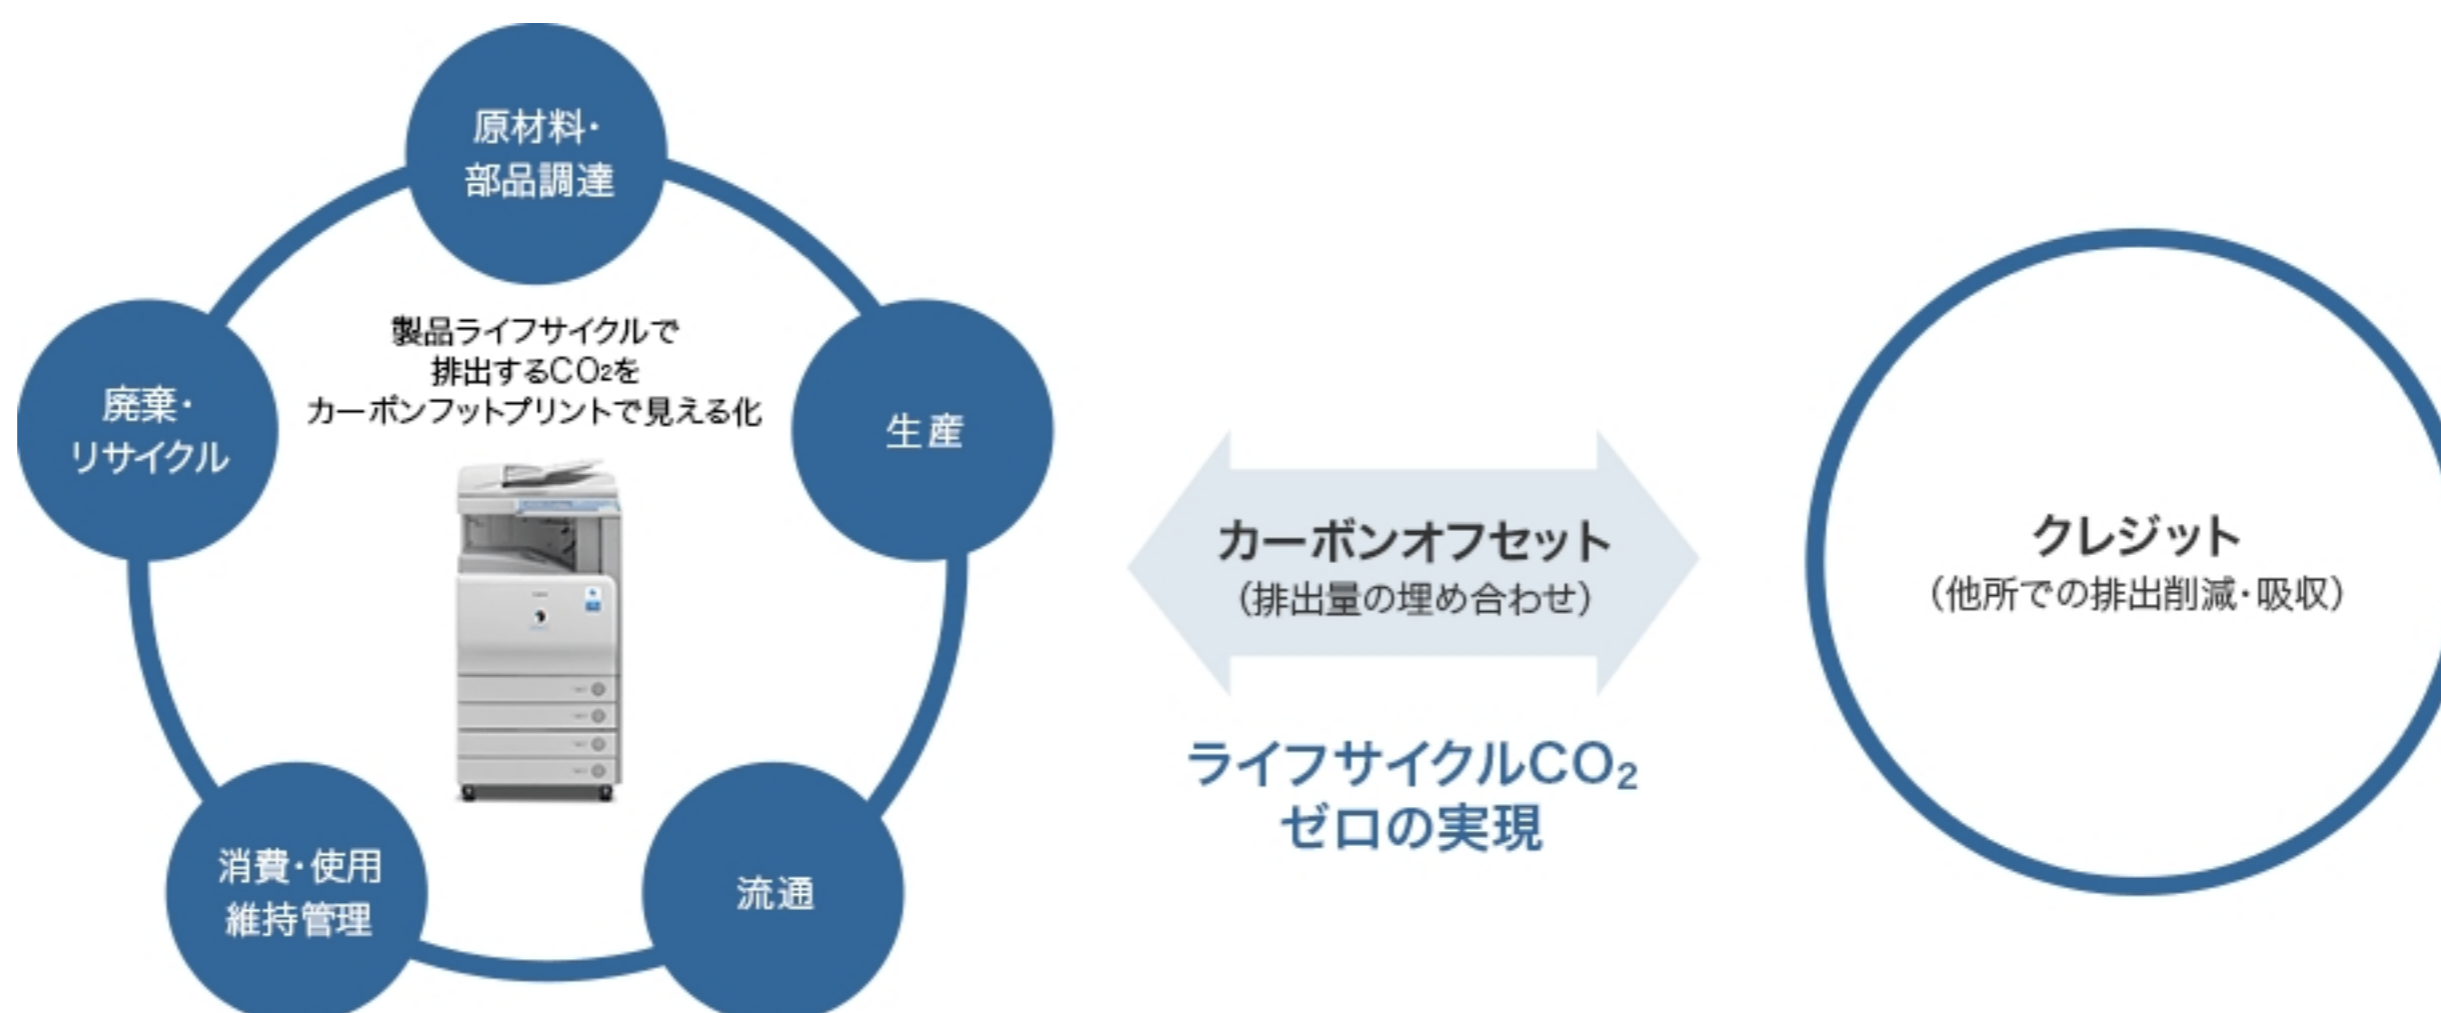 原材料・
部品調達
製品ライフサイクルで
排出するCO₂を
カーボンフットプリントで見える化
廃棄・
リサイクル
生産
消費・使用
維持管理
流通
カーボンオフセット
（排出量の埋め合わせ）
ライフサイクルCO₂
ゼロの実現
クレジット
（他所での排出削減・吸収）